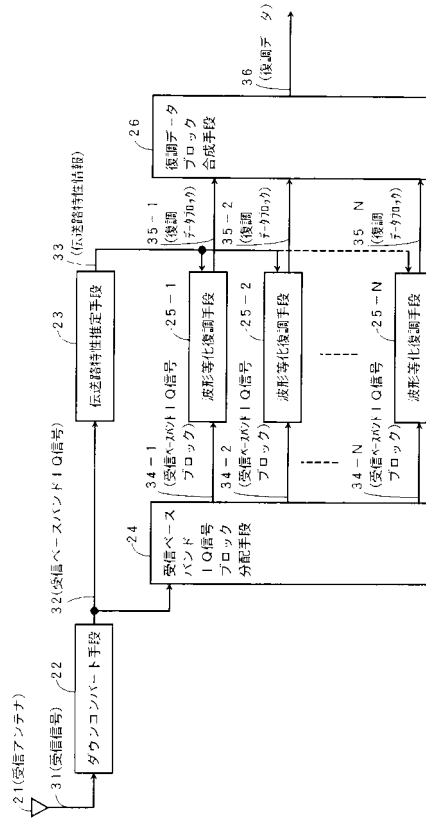 21(受信アンテナ)
31(受信信号)
22
ダウンコンバート手段
32(受信ベースバンドIQ信号)
23
伝送路特性推定手段
33
(伝送路特性情報)
24
受信ベース
バンド
IQ信号
ブロック
分配手段
34-1
(受信ベースバンドIQ信号
ブロック)
25-1
波形等化復調手段
35-1
(復調
データブロック)
34-2
(受信ベースバンドIQ信号
ブロック)
25-2
波形等化復調手段
35-2
(復調
データブロック)
34-N
(受信ベースバンドIQ信号
ブロック)
25-N
波形等化復調手段
35-N
(復調
データブロック)
26
復調データ
ブロック
合成手段
36
(復調データ)